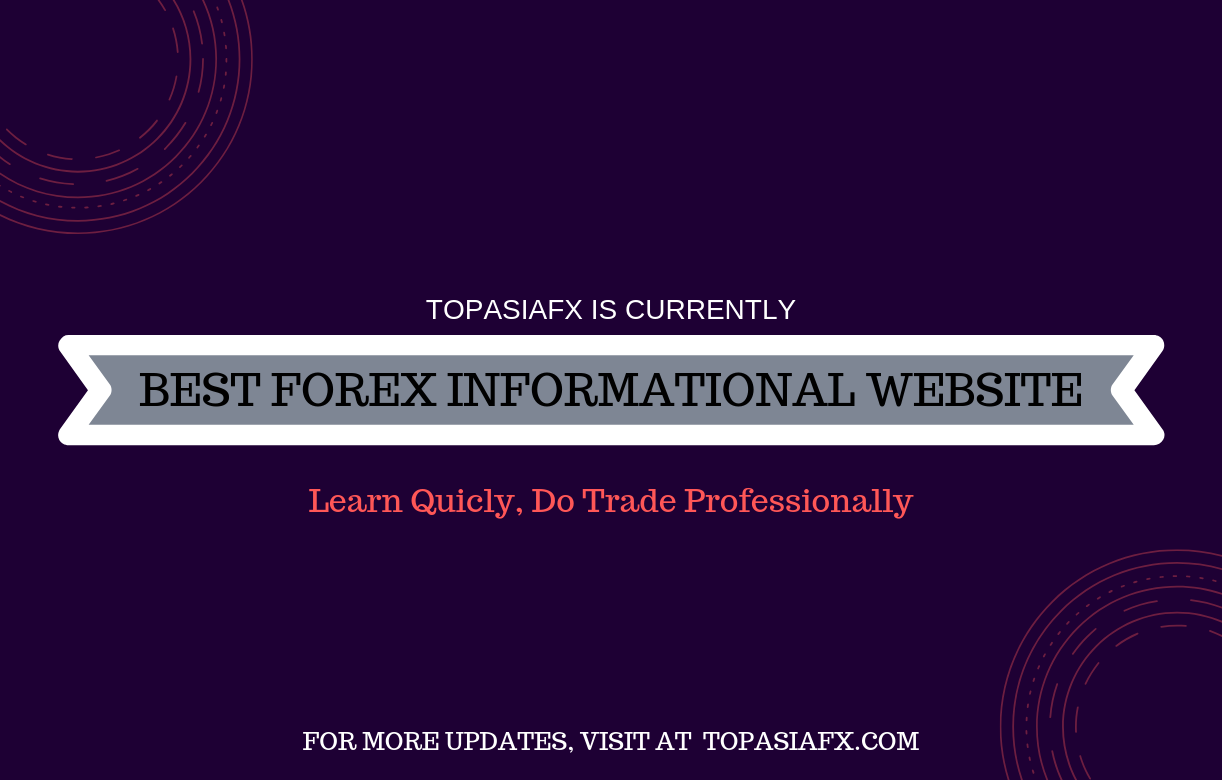 TOPASIAFX IS CURRENTLY
BEST FOREX INFORMATIONAL WEBSITE
Learn Quicly, Do Trade Professionally
FOR MORE UPDATES, VISIT AT TOPASIAFX.COM